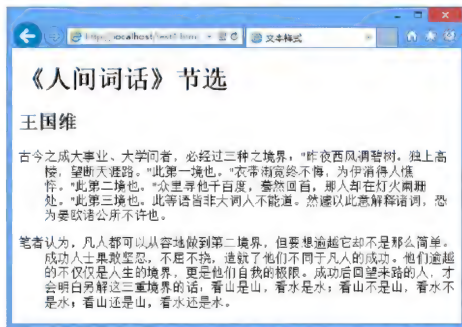 http://localhost/test1.html
文本样式
《人间词话》节选
王国维
古今之成大事业、大学问者，必经过三种之境界："昨夜西风凋碧树。独上高
楼，望断天涯路。"此第一境也。"衣带渐宽终不悔，为伊消得人憔
悴。"此第二境也。"众里寻他千百度，蓦然回首，那人却在灯火阑珊
处。"此第三境也。此等语皆非大词人不能道。然遽以此意解释诸词，恐
为晏欧诸公所不许也。
笔者认为，凡人都可以从容地做到第二境界，但要想逾越它却不是那么简单。
成功人士果敢坚忍，不屈不挠，造就了他们不同于凡人的成功。他们逾越
的不仅仅是人生的境界，更是他们自我的极限。成功后回望来路的人，才
会明白另解这三重境界的话：看山是山，看水是水；看山不是山，看水不
是水；看山还是山，看水还是水。